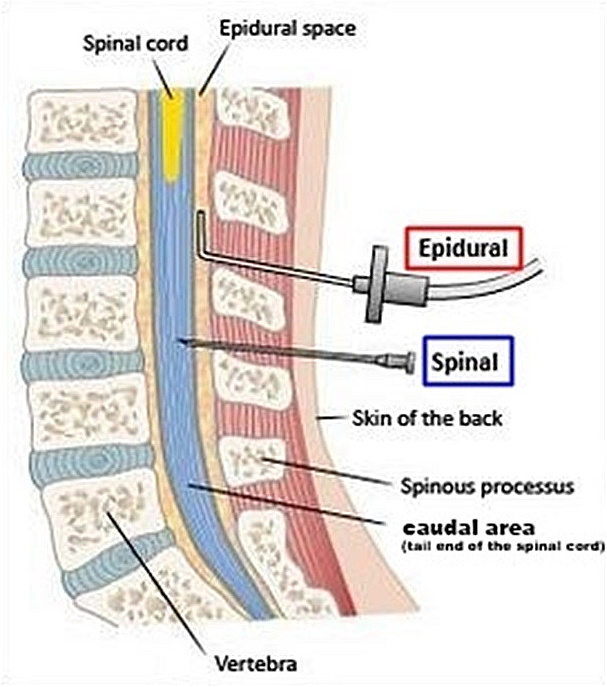 Epidural space
Spinal cord
Epidural
Spinal
Skin of the back
Spinous processus
caudal area
(tail end of the spinal cord)
Vertebra